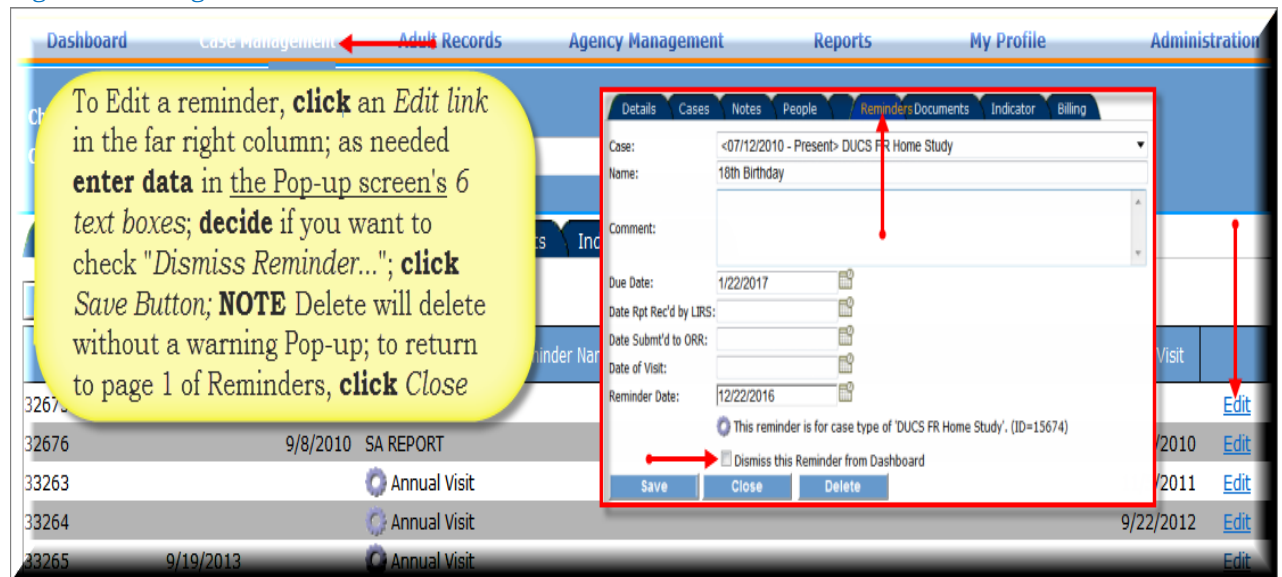 Dashboard Case Management Adult Records Agency Management Reports My Profile Administration
To Edit a reminder, click an Edit link
in the far right column; as needed
enter data in the Pop-up screen's 6
text boxes; decide if you want to
check "Dismiss Reminder..."; click
Save Button; NOTE Delete will delete
without a warning Pop-up; to return
to page 1 of Reminders, click Close
Details Cases Notes People Reminders Documents Indicator Billing
Case: <07/12/2010 - Present> DUCS FR Home Study
Name: 18th Birthday
Comment:
Due Date: 1/22/2017
Date Rpt Rec'd by LIRS:
Date Submt'd to ORR:
Date of Visit:
Reminder Date: 12/22/2016
This reminder is for case type of 'DUCS FR Home Study'. (ID=15674)
Dismiss this Reminder from Dashboard
Save Close Delete
Visit
Edit
32676 9/8/2010 SA REPORT /2010 Edit
33263 Annual Visit /2011 Edit
33264 Annual Visit 9/22/2012 Edit
33265 9/19/2013 Annual Visit Edit